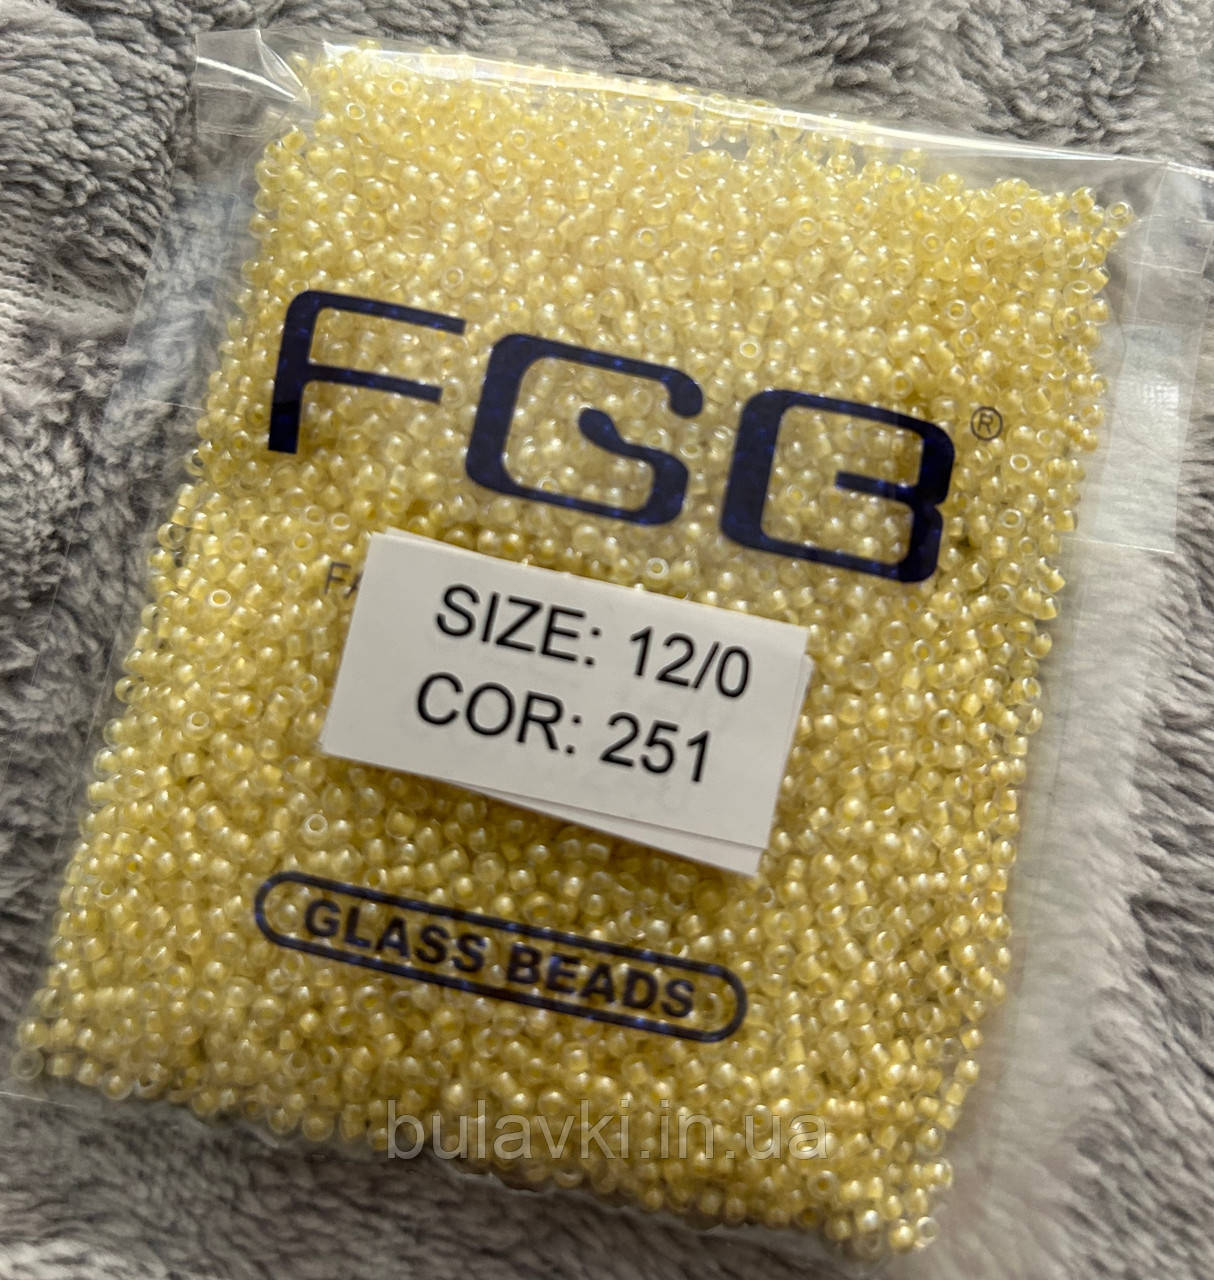 FGB®
SIZE: 12/0
COR: 251
GLASS BEADS
bulavki.in.ua